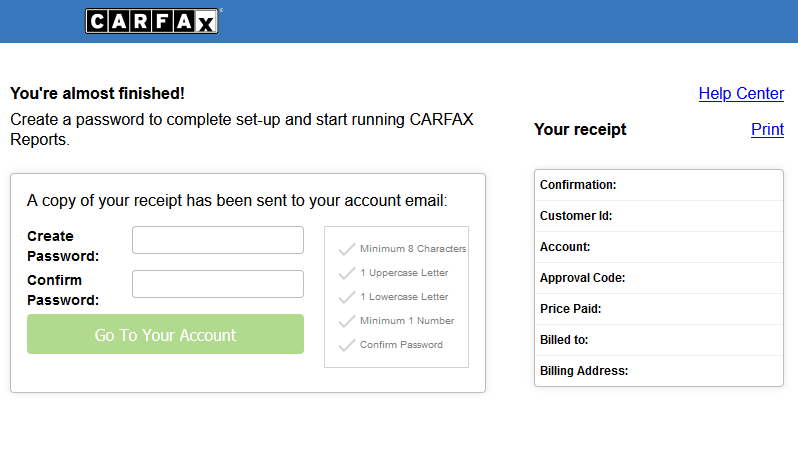 CARFAX®
You're almost finished!
Create a password to complete set-up and start running CARFAX
Reports.
A copy of your receipt has been sent to your account email:
Create
Password:
Confirm
Password:
Go To Your Account
Minimum 8 Characters
1 Uppercase Letter
1 Lowercase Letter
Minimum 1 Number
Confirm Password
Help Center
Your receipt
Print
Confirmation:
Customer Id:
Account:
Approval Code:
Price Paid:
Billed to:
Billing Address: